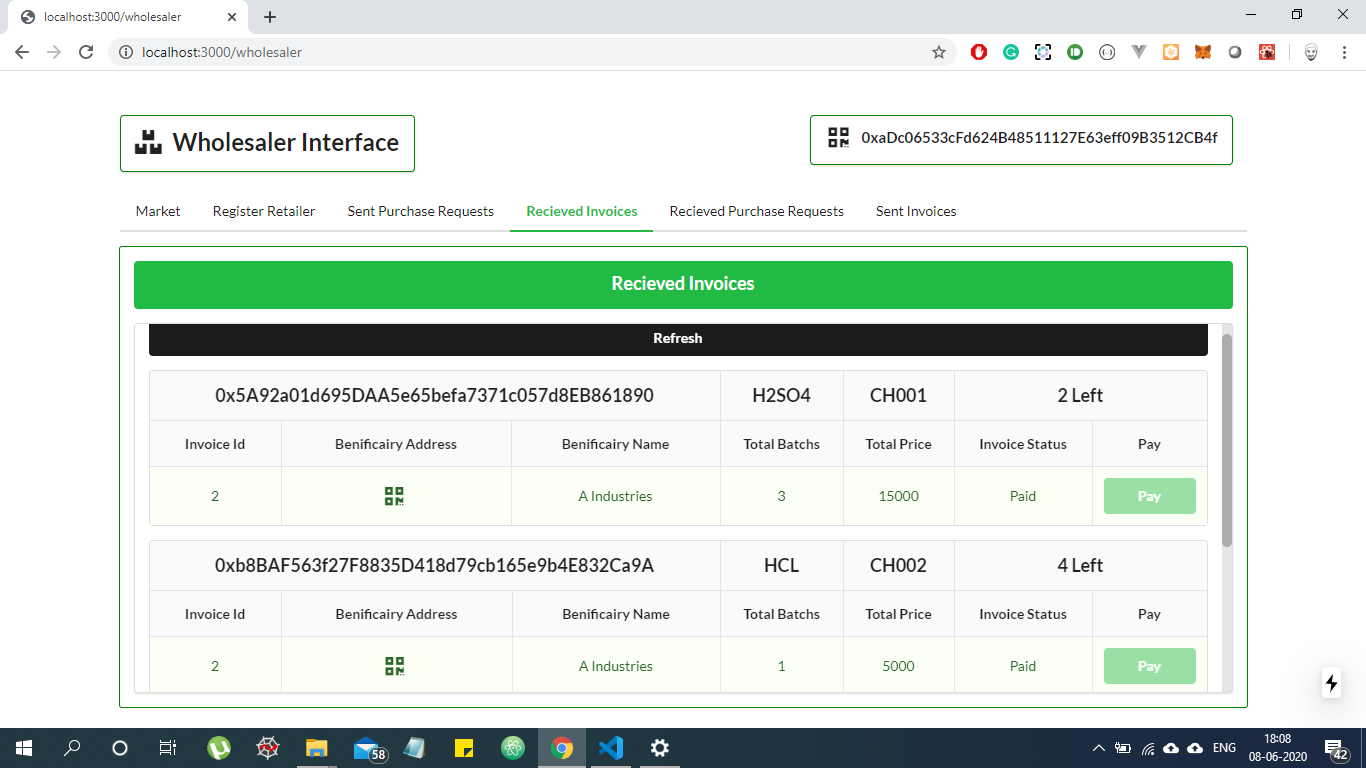 localhost:3000/wholesaler
localhost:3000/wholesaler
Wholesaler Interface
0xaDc06533cFd624B48511127E63eff09B3512CB4f
Market Register Retailer Sent Purchase Requests Recieved Invoices Recieved Purchase Requests Sent Invoices
Recieved Invoices
Refresh
0x5A92a01d695DAA5e65befa7371c057d8EB861890 H2SO4 CH001 2 Left
Invoice Id Benificairy Address Benificairy Name Total Batchs Total Price Invoice Status Pay
2 A Industries 3 15000 Paid Pay
0xb8BAF563f27F8835D418d79cb165e9b4E832Ca9A HCL CH002 4 Left
Invoice Id Benificairy Address Benificairy Name Total Batchs Total Price Invoice Status Pay
2 A Industries 1 5000 Paid Pay
58
ENG
18:08
08-06-2020
42